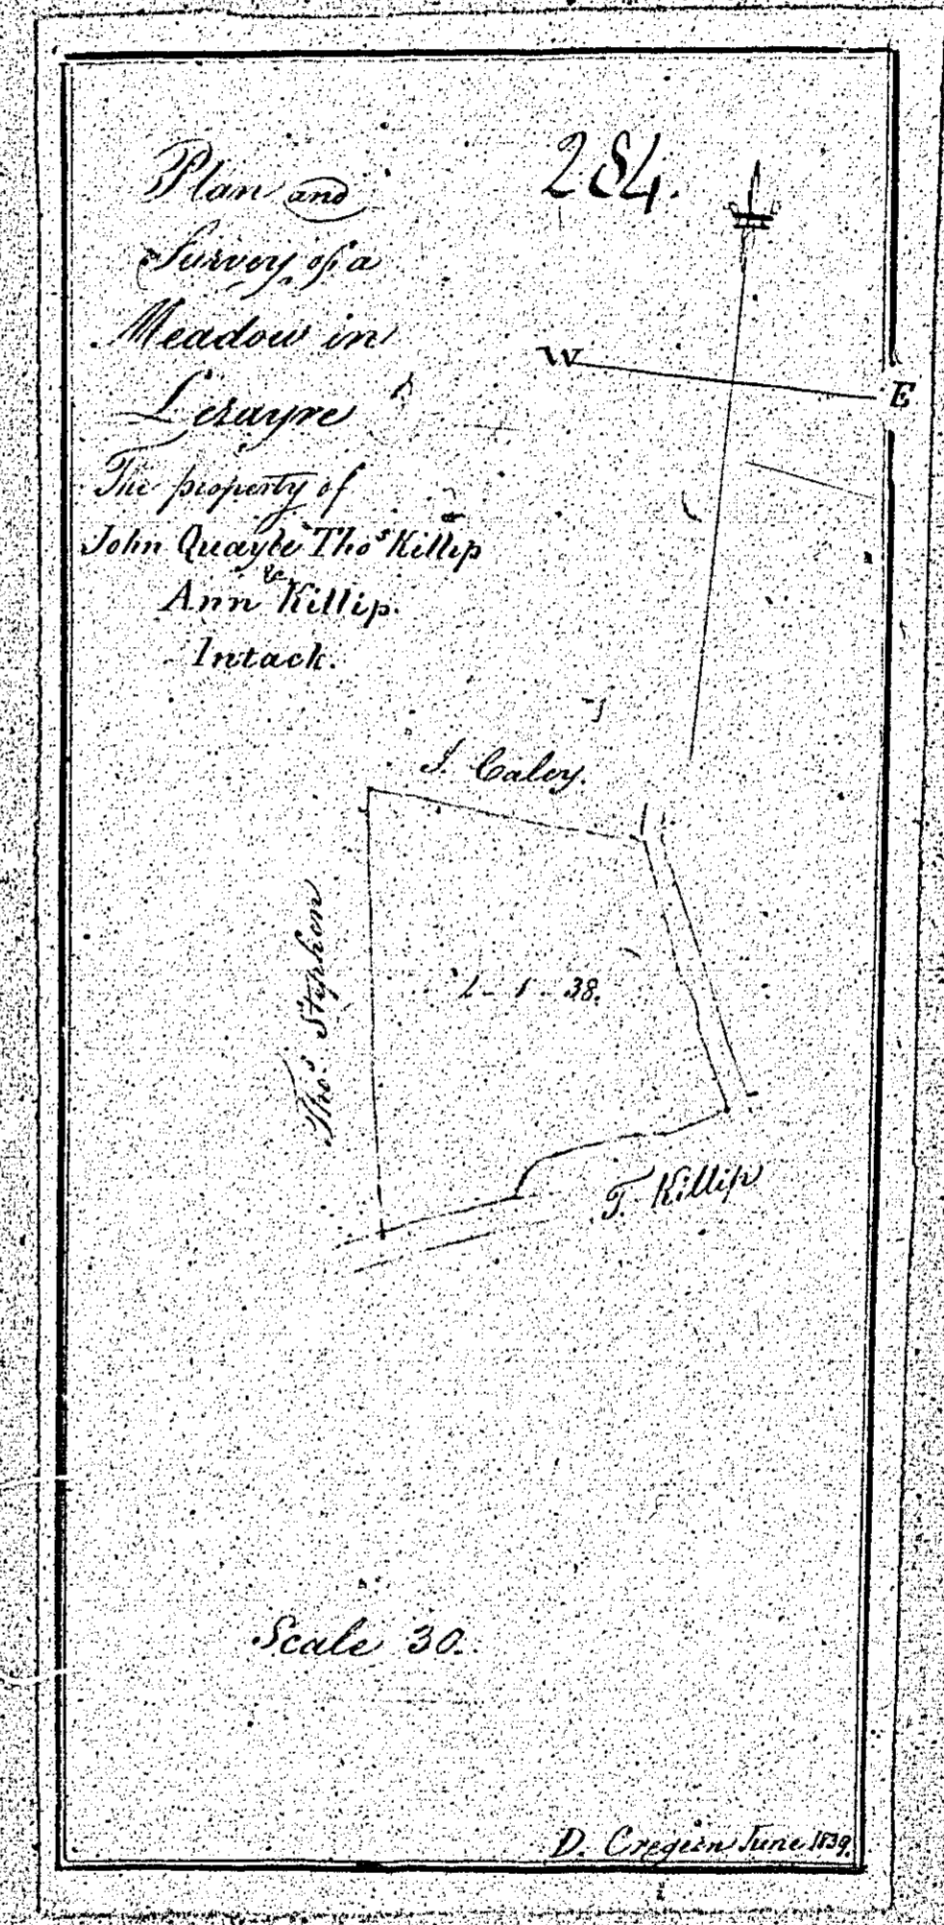 Plan and
Survey of a
Meadow in
Lezayre
The property of
John Quayle Thos Killip
&
Ann Killip.
Intack.
284.
W
E
J. Caley.
Thos. Stephen
2 - 1 - 38.
T. Killip
Scale 30.
D. Cregeen June 1839.